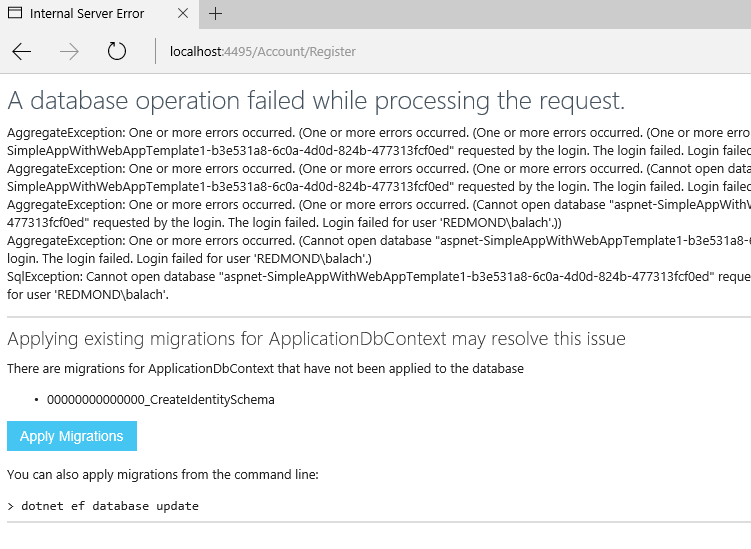 Internal Server Error
localhost:4495/Account/Register
A database operation failed while processing the request.
AggregateException: One or more errors occurred. (One or more errors occurred. (One or more errors occurred. (One or more erro
SimpleAppWithWebAppTemplate1-b3e531a8-6c0a-4d0d-824b-477313fcf0ed" requested by the login. The login failed. Login failed
AggregateException: One or more errors occurred. (One or more errors occurred. (One or more errors occurred. (Cannot open data
SimpleAppWithWebAppTemplate1-b3e531a8-6c0a-4d0d-824b-477313fcf0ed" requested by the login. The login failed. Login failed
AggregateException: One or more errors occurred. (One or more errors occurred. (Cannot open database "aspnet-SimpleAppWithW
477313fcf0ed" requested by the login. The login failed. Login failed for user 'REDMOND\balach'.))
AggregateException: One or more errors occurred. (Cannot open database "aspnet-SimpleAppWithWebAppTemplate1-b3e531a8-6
login. The login failed. Login failed for user 'REDMOND\balach'.)
SqlException: Cannot open database "aspnet-SimpleAppWithWebAppTemplate1-b3e531a8-6c0a-4d0d-824b-477313fcf0ed" reque
for user 'REDMOND\balach'.
Applying existing migrations for ApplicationDbContext may resolve this issue
There are migrations for ApplicationDbContext that have not been applied to the database
• 00000000000000_CreateIdentitySchema
Apply Migrations
You can also apply migrations from the command line:
> dotnet ef database update